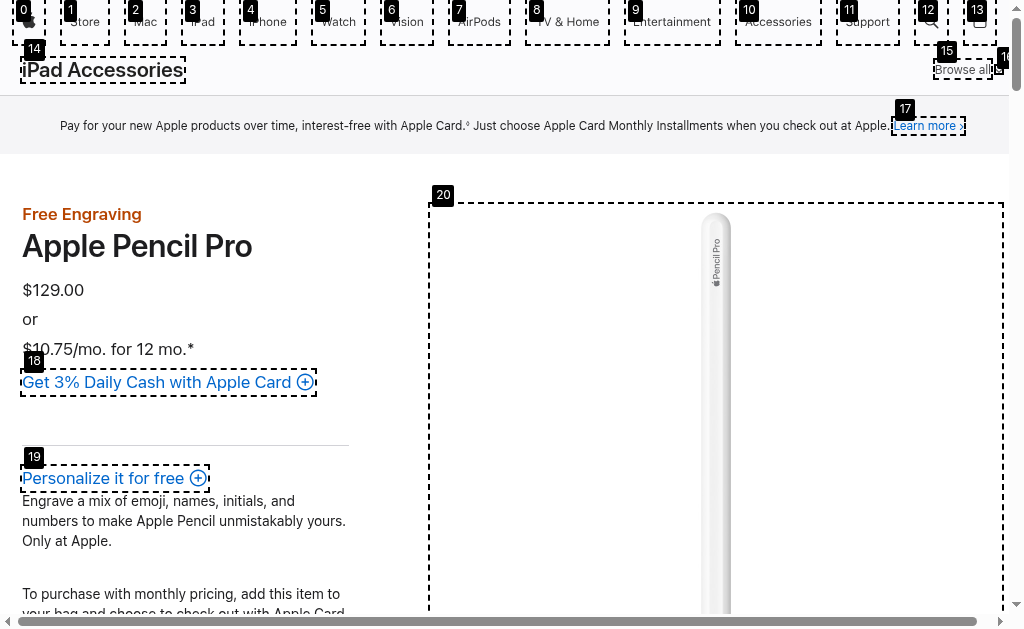 0 1 2 3 4 5 6 7 8 9 10 11 12 13
Store Mac iPad iPhone Watch Vision AirPods TV & Home Entertainment Accessories Support
14
iPad Accessories
15 16
Browse all
17
Pay for your new Apple products over time, interest-free with Apple Card.◊ Just choose Apple Card Monthly Installments when you check out at Apple. Learn more ›
20
Free Engraving
Apple Pencil Pro
$129.00
or
$10.75/mo. for 12 mo.*
18
Get 3% Daily Cash with Apple Card
19
Personalize it for free
Engrave a mix of emoji, names, initials, and
numbers to make Apple Pencil unmistakably yours.
Only at Apple.
To purchase with monthly pricing, add this item to
your bag and choose to check out with Apple Card
Pencil Pro